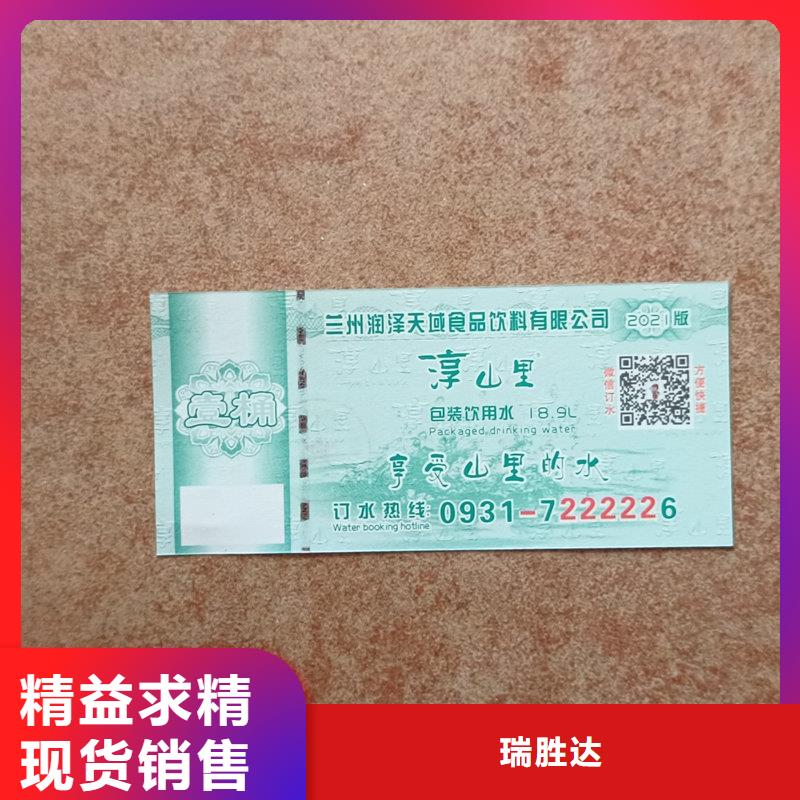 兰州润泽天域食品饮料有限公司 2021版
淳山里
壹桶
包装饮用水 18.9L
Packaged drinking water
微信订水
方便快捷
享受山里的水
订水热线: 0931-7222226
Water booking hotline
精益求精
现货销售
瑞胜达